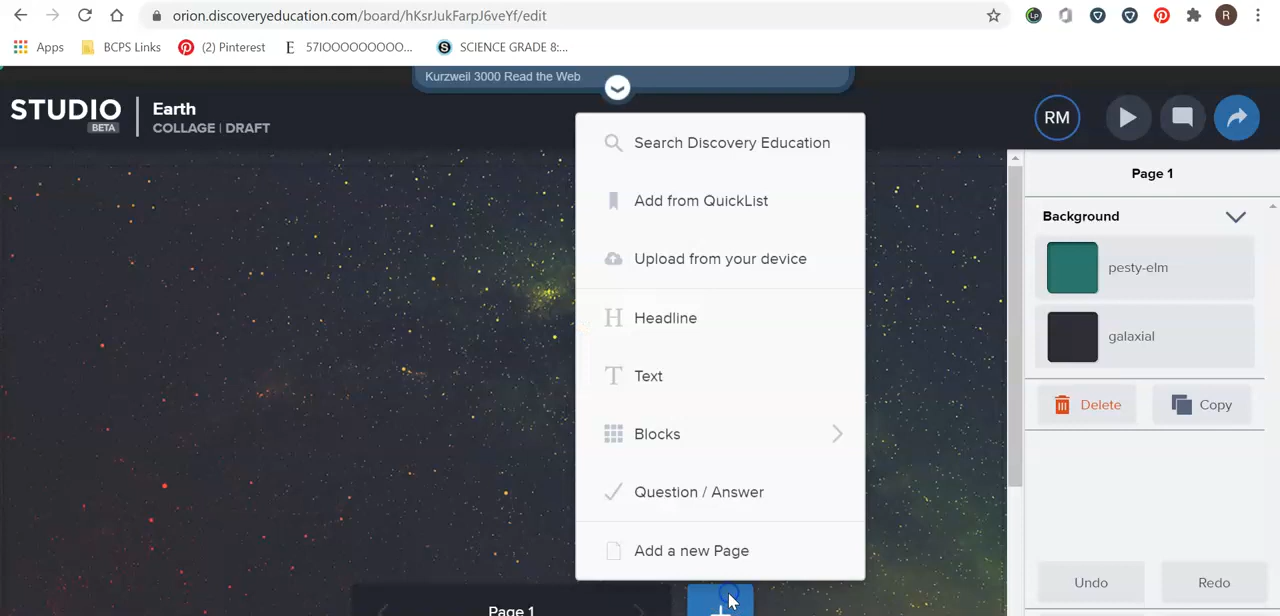 orion.discoveryeducation.com/board/hKsrJukFarpJ6veYf/edit
R
Apps
BCPS Links
(2) Pinterest
57IOOOOOOOOO...
SCIENCE GRADE 8:...
Kurzweil 3000 Read the Web
STUDIO
BETA
Earth
COLLAGE | DRAFT
RM
Search Discovery Education
Add from QuickList
Upload from your device
H Headline
T Text
Blocks
Question / Answer
Add a new Page
Page 1
Page 1
Background
pesty-elm
galaxial
Delete
Copy
Undo
Redo